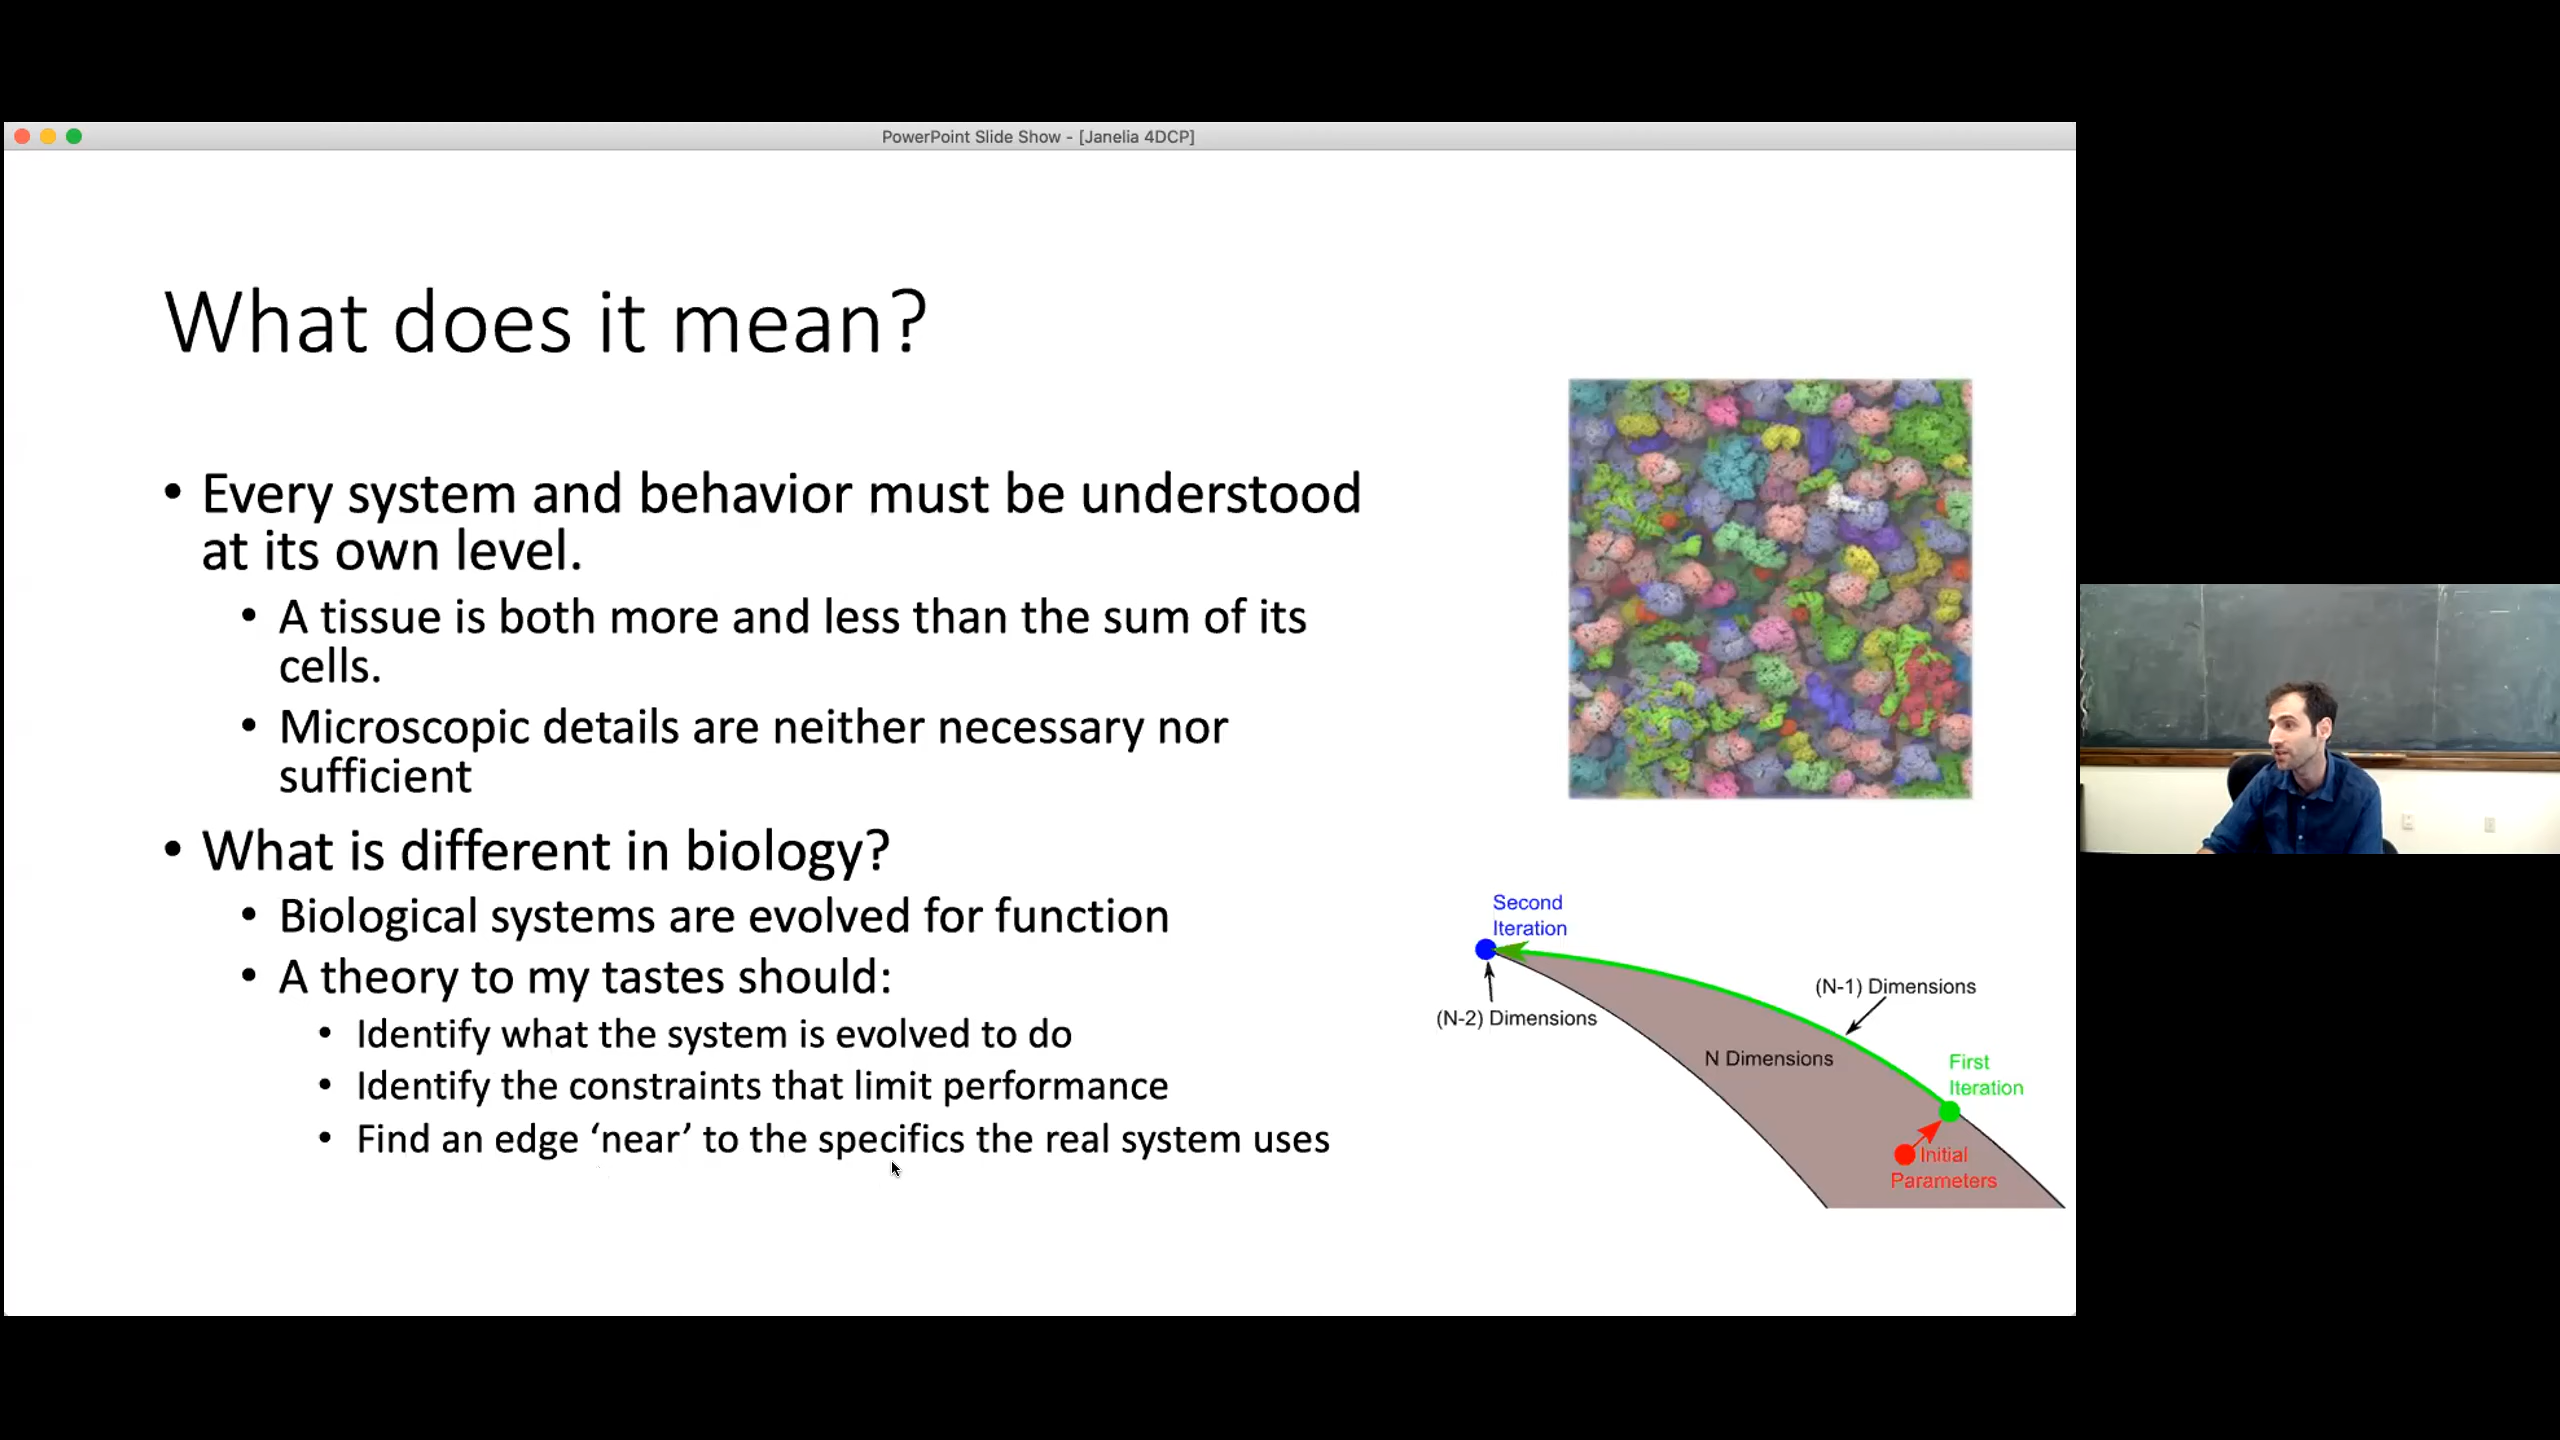 PowerPoint Slide Show - [Janelia 4DCP]
What does it mean?
• Every system and behavior must be understood
at its own level.
• A tissue is both more and less than the sum of its
cells.
• Microscopic details are neither necessary nor
sufficient
• What is different in biology?
• Biological systems are evolved for function
• A theory to my tastes should:
• Identify what the system is evolved to do
• Identify the constraints that limit performance
• Find an edge ‘near’ to the specifics the real system uses
Second
Iteration
(N-2) Dimensions
(N-1) Dimensions
N Dimensions
First
Iteration
Initial
Parameters